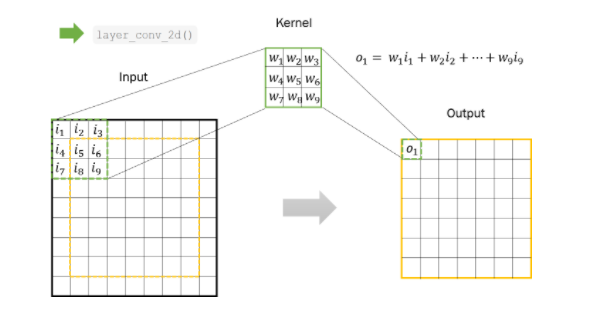 layer_conv_2d()
Kernel
w₁ w₂ w₃
w₄ w₅ w₆
w₇ w₈ w₉
o₁ = w₁i₁ + w₂i₂ + ⋯ + w₉i₉
Input
i₁ i₂ i₃
i₄ i₅ i₆
i₇ i₈ i₉
Output
o₁